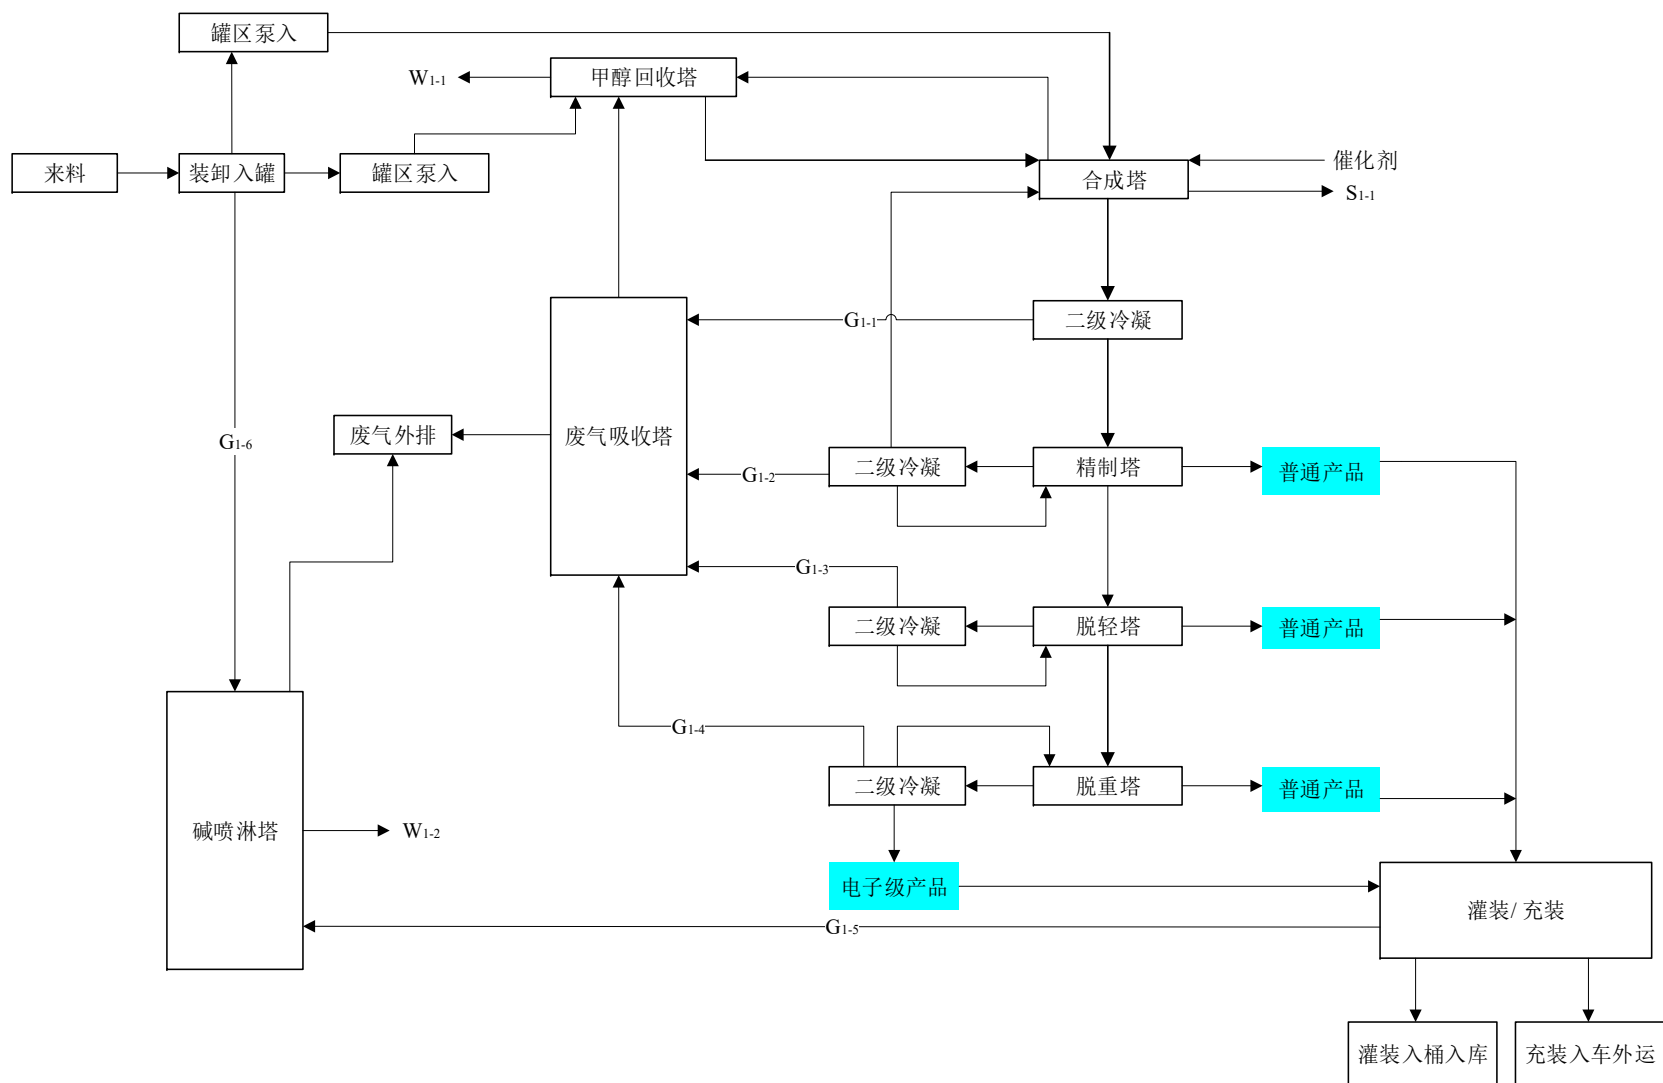 罐区泵入
W1-1
甲醇回收塔
来料
装卸入罐
罐区泵入
催化剂
合成塔
S1-1
G1-1
二级冷凝
废气外排
废气吸收塔
G1-6
G1-2
二级冷凝
精制塔
普通产品
G1-3
二级冷凝
脱轻塔
普通产品
G1-4
二级冷凝
脱重塔
普通产品
碱喷淋塔
W1-2
电子级产品
灌装/充装
G1-5
灌装入桶入库
充装入车外运